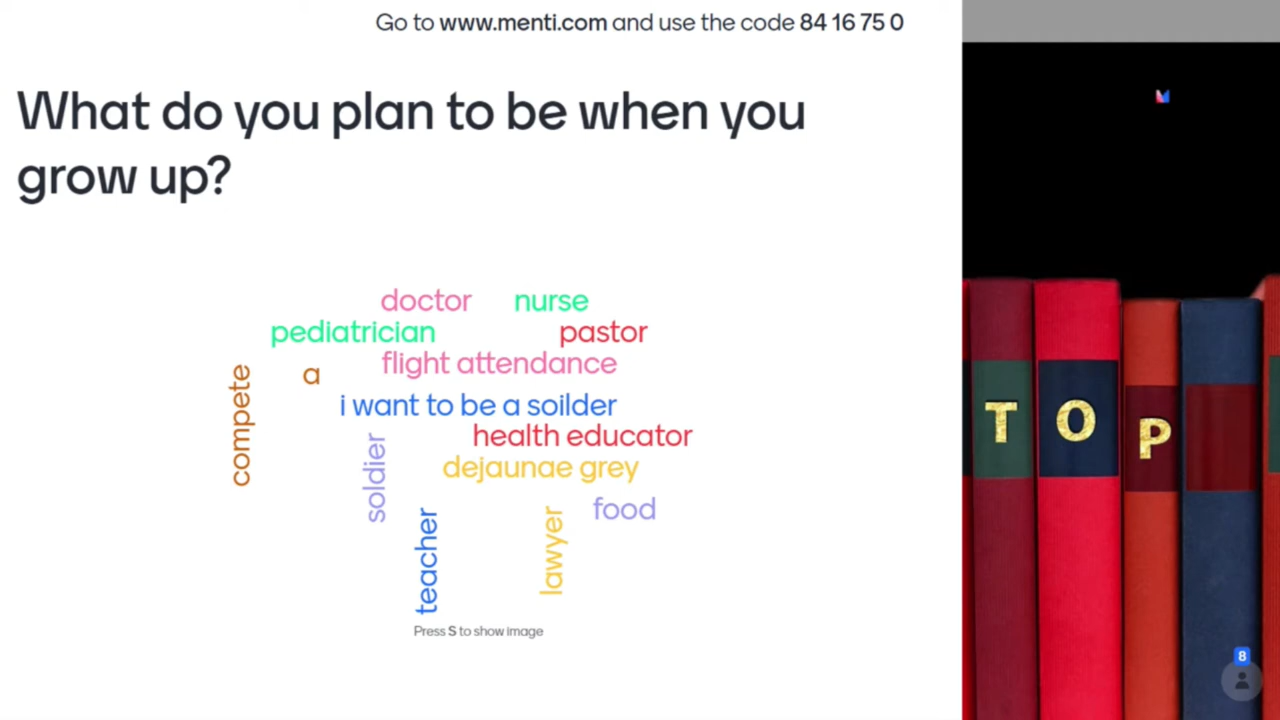 Go to www.menti.com and use the code 84 16 75 0
What do you plan to be when you
grow up?
doctor
nurse
pediatrician
pastor
flight attendance
a
compete
i want to be a soilder
health educator
soldier
dejaunae grey
food
teacher
lawyer
Press S to show image
T O P
8